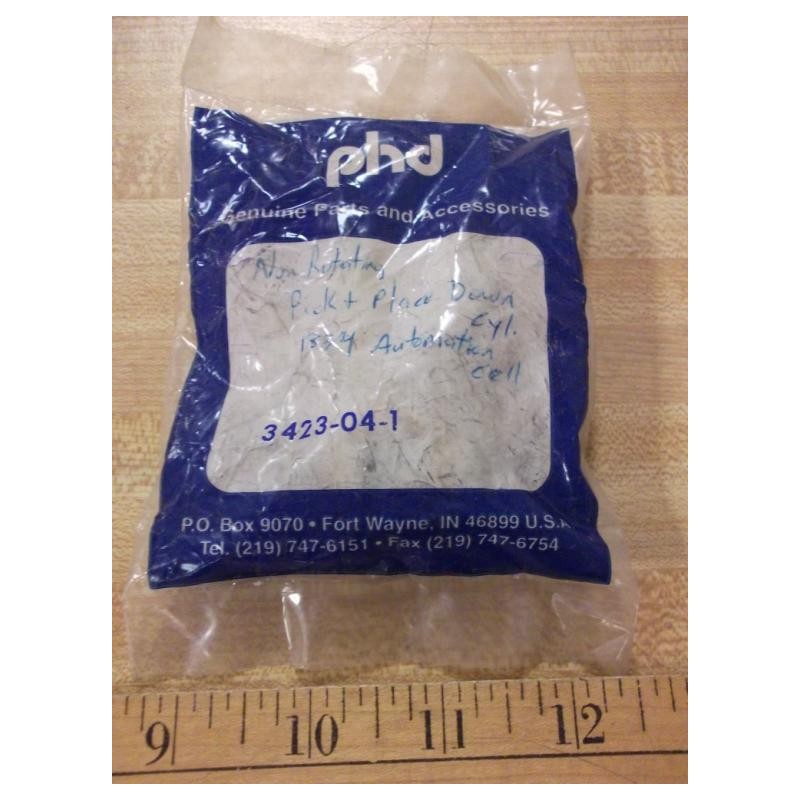 phd
Genuine Parts and Accessories
Non Rotating
Pick + Place Down
Cyl.
Automation
Cell
3423-04-1
P.O. Box 9070 • Fort Wayne, IN 46899 U.S.A
Tel. (219) 747-6151 • Fax (219) 747-6754
9 10 11 12